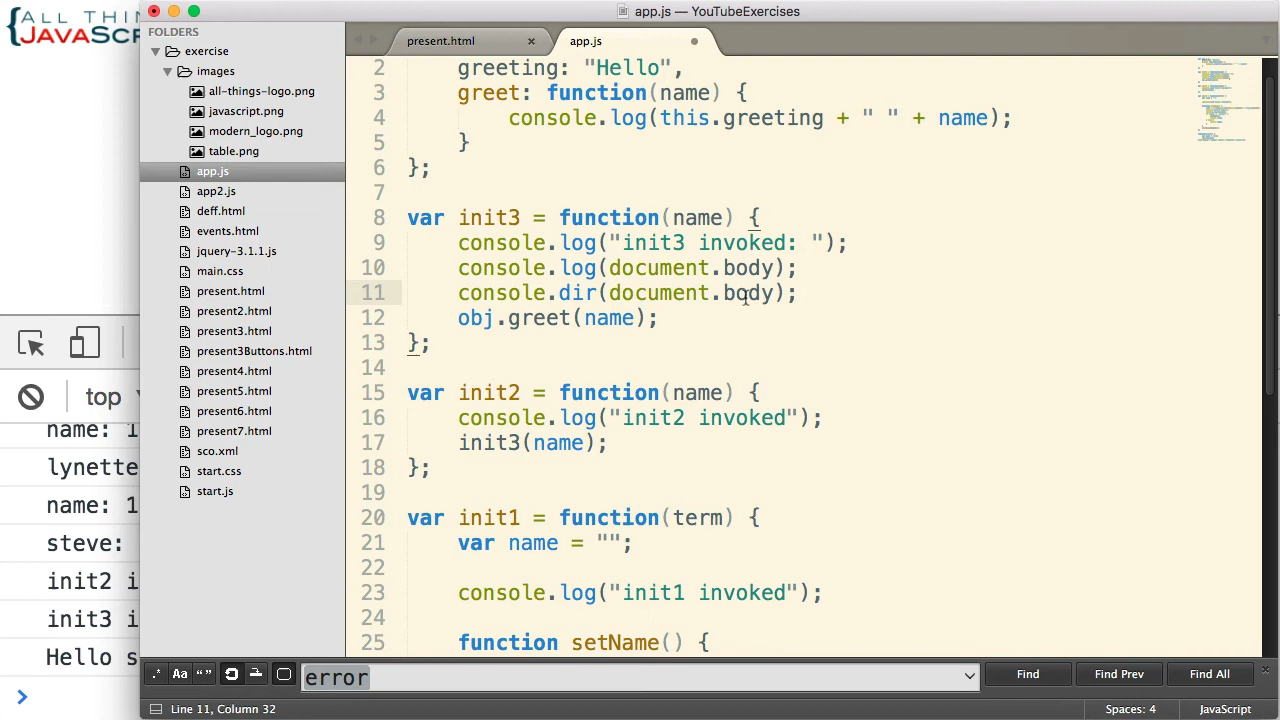 ALL THIN
JAVASCR
app.js — YouTubeExercises
FOLDERS
exercise
images
all-things-logo.png
javascript.png
modern_logo.png
table.png
app.js
app2.js
deff.html
events.html
jquery-3.1.1.js
main.css
present.html
present2.html
present3.html
present3Buttons.html
present4.html
present5.html
present6.html
present7.html
sco.xml
start.css
start.js
present.html ×
app.js
2 greeting: "Hello",
3 greet: function(name) {
4 console.log(this.greeting + " " + name);
5 }
6 };
7
8 var init3 = function(name) {
9 console.log("init3 invoked: ");
10 console.log(document.body);
11 console.dir(document.body);
12 obj.greet(name);
13 };
14
15 var init2 = function(name) {
16 console.log("init2 invoked");
17 init3(name);
18 };
19
20 var init1 = function(term) {
21 var name = "";
22
23 console.log("init1 invoked");
24
25 function setName() {
top
name: 1
lynette
name: 1
steve:
init2 i
init3 i
Hello s
>
.* Aa “ ” error Find Find Prev Find All ×
Line 11, Column 32 Spaces: 4 JavaScript